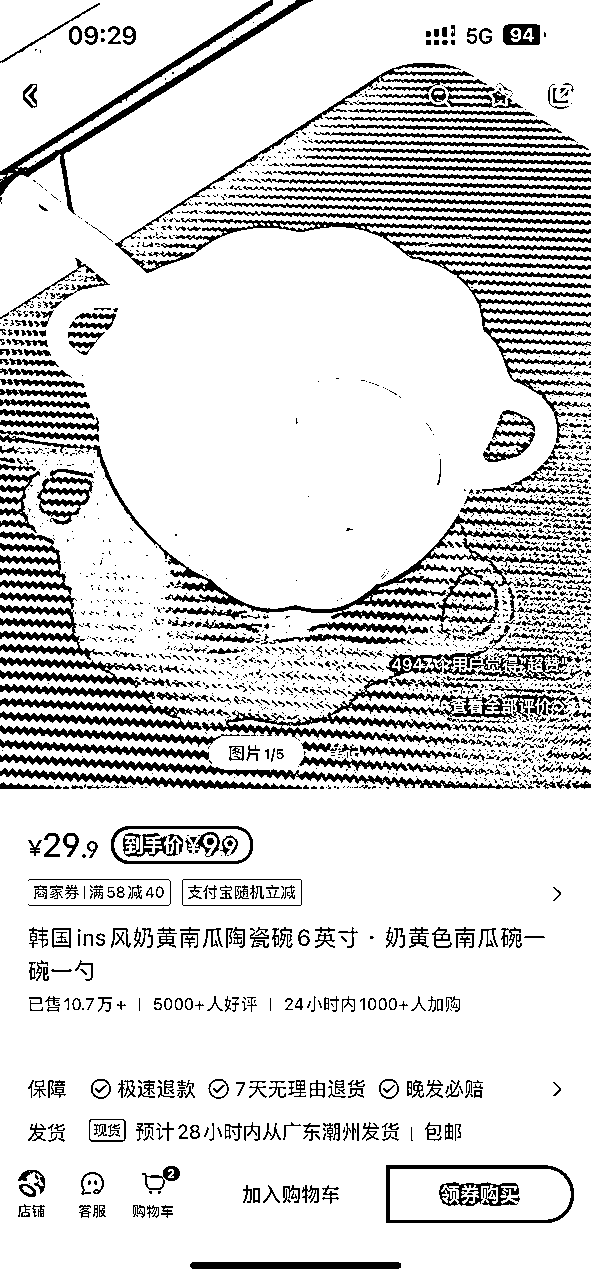 09:29 5G 94
查看全部评价
图片 1/5
¥29.9 到手价 ¥9.9
商家券 | 满58减40 支付宝随机立减
韩国ins风奶黄南瓜陶瓷碗6英寸·奶黄色南瓜碗一
碗一勺
已售10.7万+ | 5000+人好评 | 24小时内1000+人加购
保障 极速退款 7天无理由退货 晚发必赔
发货 现货 预计28小时内从广东潮州发货 | 包邮
2
店铺 客服 购物车 加入购物车 领券购买